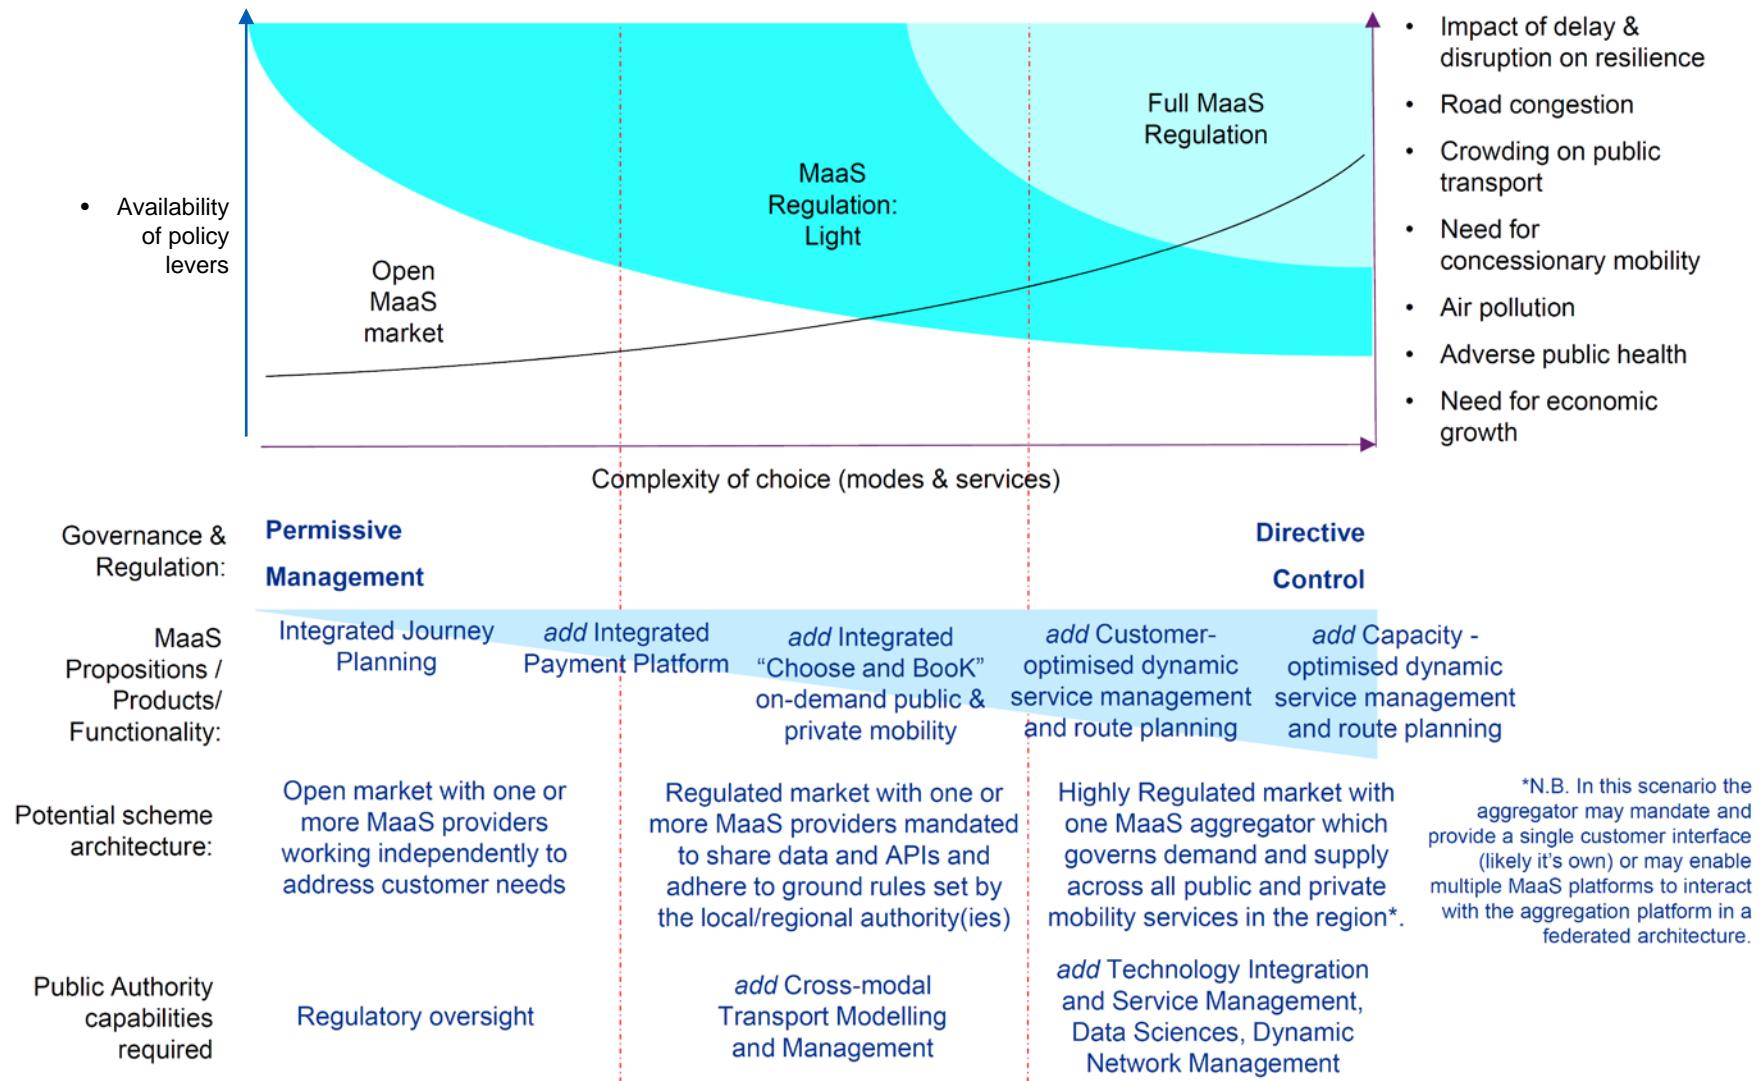 • Availability
of policy
levers
Open
MaaS
market
MaaS
Regulation:
Light
Full MaaS
Regulation
• Impact of delay &
disruption on resilience
• Road congestion
• Crowding on public
transport
• Need for
concessionary mobility
• Air pollution
• Adverse public health
• Need for economic
growth
Complexity of choice (modes & services)
Governance &
Regulation:
Permissive
Management
Directive
Control
MaaS
Propositions /
Products/
Functionality:
Integrated Journey
Planning
add Integrated
Payment Platform
add Integrated
“Choose and BooK”
on-demand public &
private mobility
add Customer-
optimised dynamic
service management
and route planning
add Capacity -
optimised dynamic
service management
and route planning
Potential scheme
architecture:
Open market with one or
more MaaS providers
working independently to
address customer needs
Regulated market with one or
more MaaS providers mandated
to share data and APIs and
adhere to ground rules set by
the local/regional authority(ies)
Highly Regulated market with
one MaaS aggregator which
governs demand and supply
across all public and private
mobility services in the region*.
*N.B. In this scenario the
aggregator may mandate and
provide a single customer interface
(likely it's own) or may enable
multiple MaaS platforms to interact
with the aggregation platform in a
federated architecture.
Public Authority
capabilities
required
Regulatory oversight
add Cross-modal
Transport Modelling
and Management
add Technology Integration
and Service Management,
Data Sciences, Dynamic
Network Management